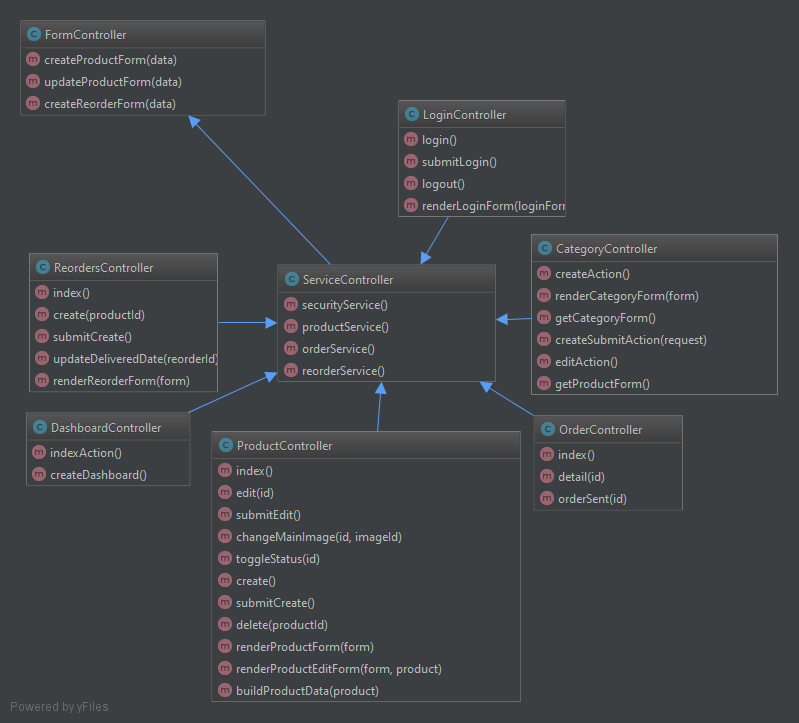 FormController
createProductForm(data)
updateProductForm(data)
createReorderForm(data)
LoginController
login()
submitLogin()
logout()
renderLoginForm(loginForm
ReordersController
index()
create(productId)
submitCreate()
updateDeliveredDate(reorderId)
renderReorderForm(form)
ServiceController
securityService()
productService()
orderService()
reorderService()
CategoryController
createAction()
renderCategoryForm(form)
getCategoryForm()
createSubmitAction(request)
editAction()
getProductForm()
DashboardController
indexAction()
createDashboard()
ProductController
index()
edit(id)
submitEdit()
changeMainImage(id, imageId)
toggleStatus(id)
create()
submitCreate()
delete(productId)
renderProductForm(form)
renderProductEditForm(form, product)
buildProductData(product)
OrderController
index()
detail(id)
orderSent(id)
Powered by yFiles